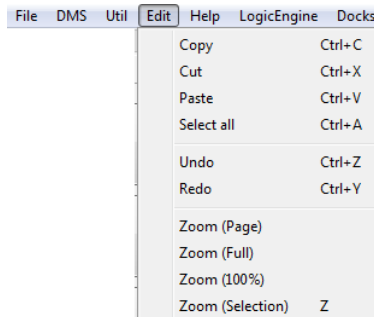 File DMS Util Edit Help LogicEngine Docks
Copy Ctrl+C
Cut Ctrl+X
Paste Ctrl+V
Select all Ctrl+A
Undo Ctrl+Z
Redo Ctrl+Y
Zoom (Page)
Zoom (Full)
Zoom (100%)
Zoom (Selection) Z